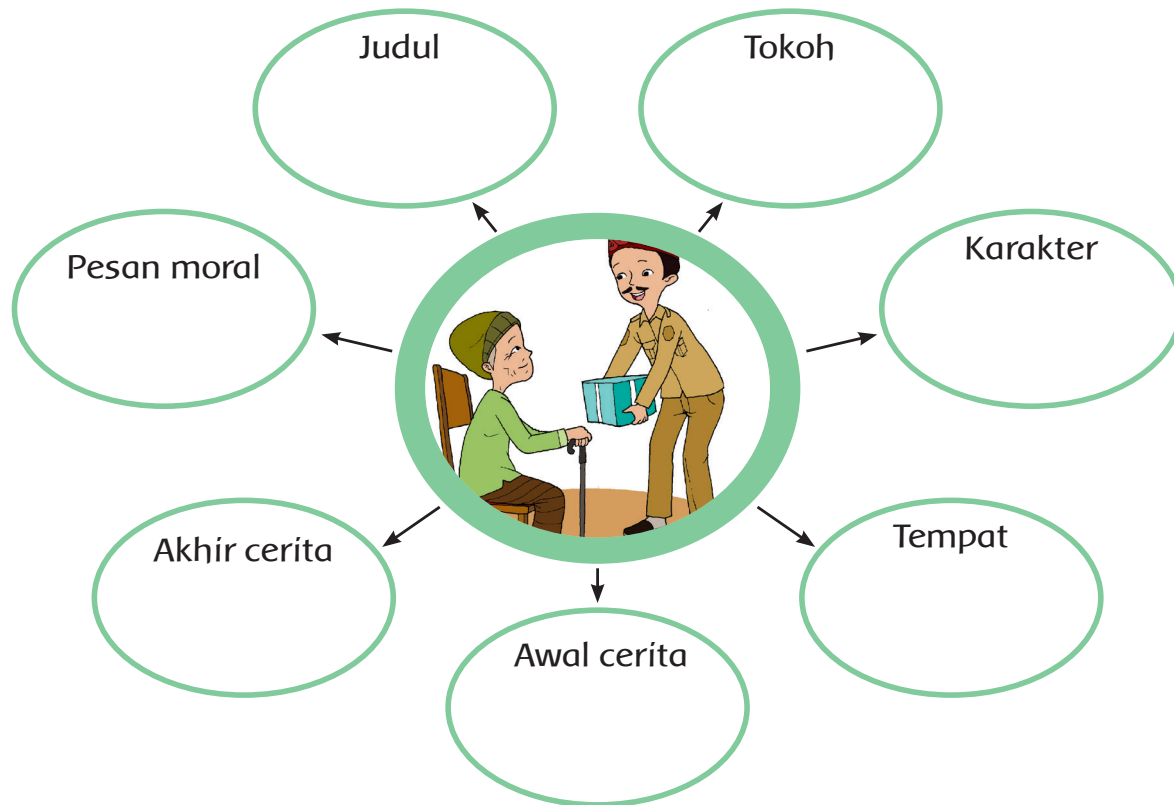 Judul
Tokoh
Pesan moral
Karakter
Akhir cerita
Tempat
Awal cerita